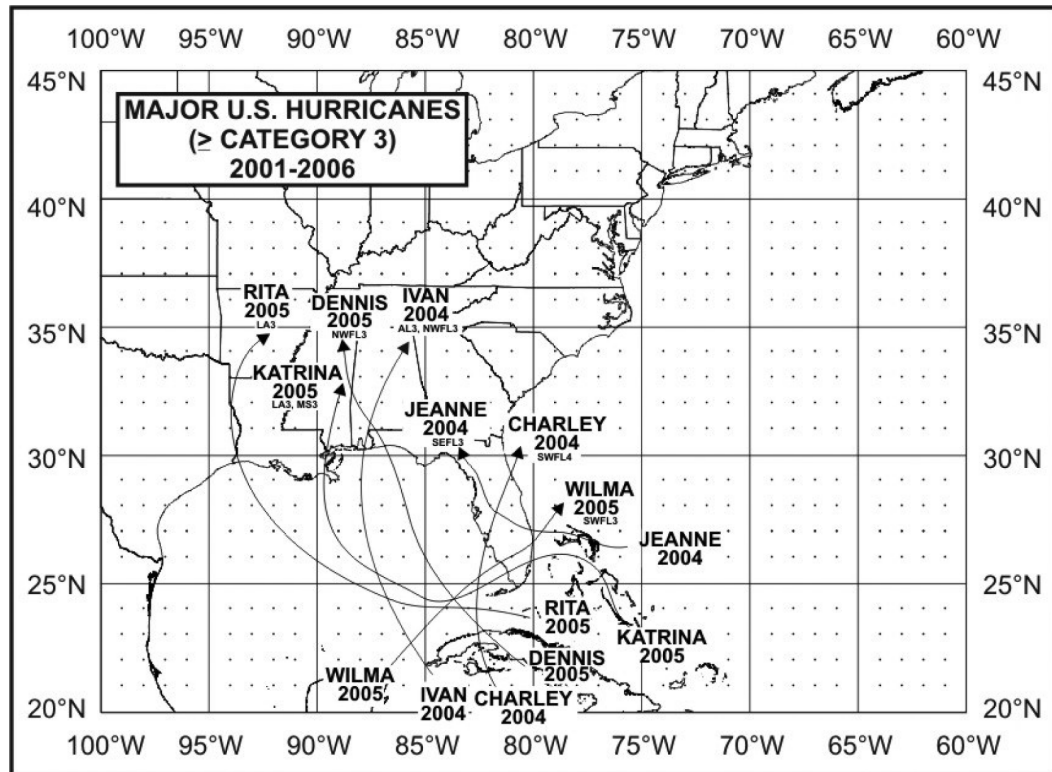 100°W 95°W 90°W 85°W 80°W 75°W 70°W 65°W 60°W
45°N 45°N
MAJOR U.S. HURRICANES
(≥ CATEGORY 3)
2001-2006
40°N 40°N
RITA
2005
LA3
DENNIS
2005
NWFL3
IVAN
2004
AL3, NWFL3
35°N 35°N
KATRINA
2005
LA3, MS3
JEANNE
2004
SEFL3
CHARLEY
2004
SWFL4
30°N 30°N
WILMA
2005
SWFL3
JEANNE
2004
25°N 25°N
RITA
2005
KATRINA
2005
DENNIS
2005
WILMA
2005
IVAN
2004
CHARLEY
2004
20°N 20°N
100°W 95°W 90°W 85°W 80°W 75°W 70°W 65°W 60°W